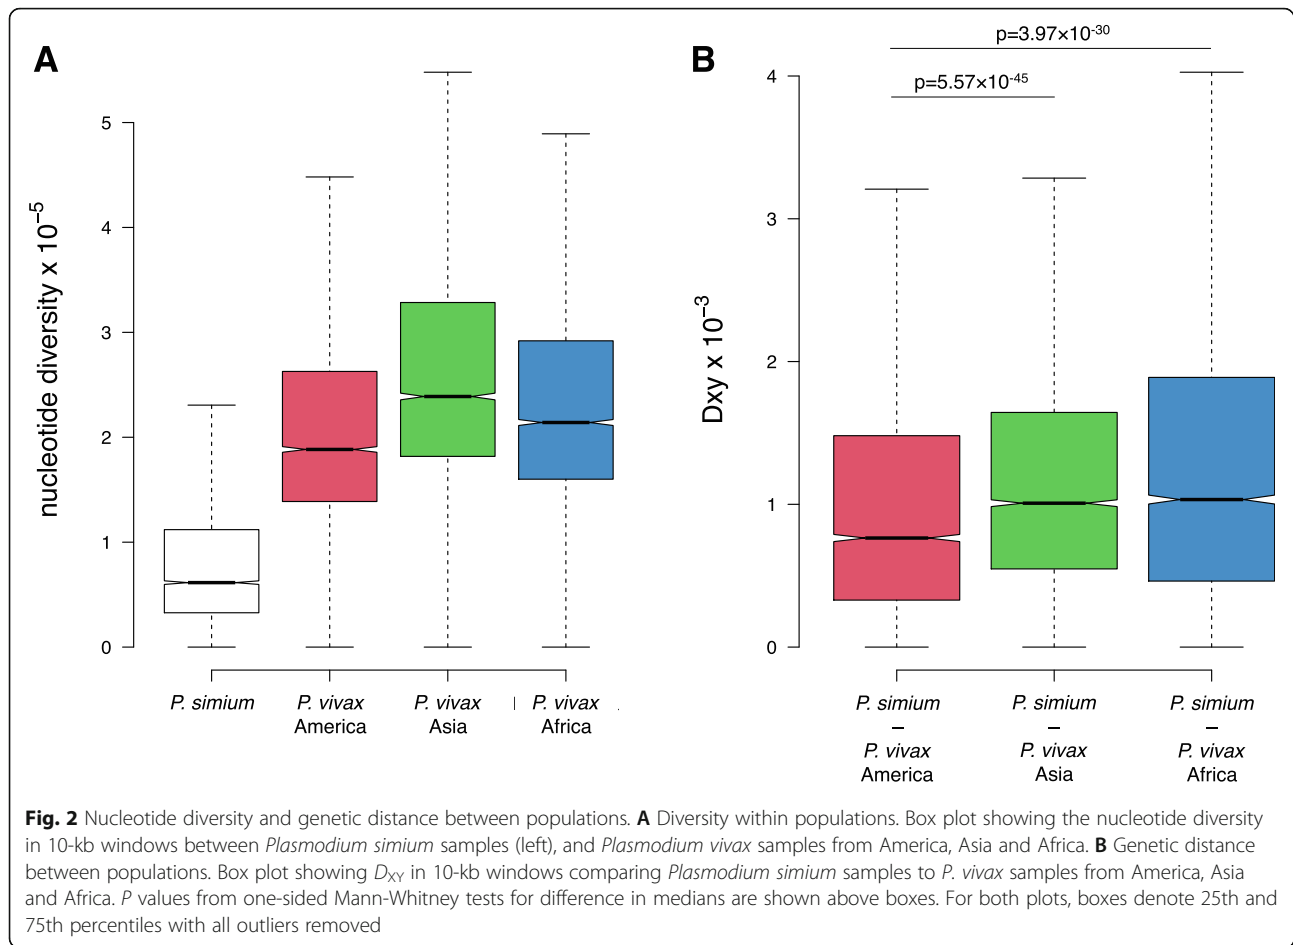 A
nucleotide diversity x 10⁻⁵
5
4
3
2
1
0
P. simium
P. vivax
America
P. vivax
Asia
P. vivax
Africa
B
p=3.97×10⁻³⁰
p=5.57×10⁻⁴⁵
Dxy x 10⁻³
4
3
2
1
0
P. simium
–
P. vivax
America
P. simium
–
P. vivax
Asia
P. simium
–
P. vivax
Africa
Fig. 2 Nucleotide diversity and genetic distance between populations. A Diversity within populations. Box plot showing the nucleotide diversity
in 10-kb windows between Plasmodium simium samples (left), and Plasmodium vivax samples from America, Asia and Africa. B Genetic distance
between populations. Box plot showing DXY in 10-kb windows comparing Plasmodium simium samples to P. vivax samples from America, Asia
and Africa. P values from one-sided Mann-Whitney tests for difference in medians are shown above boxes. For both plots, boxes denote 25th and
75th percentiles with all outliers removed